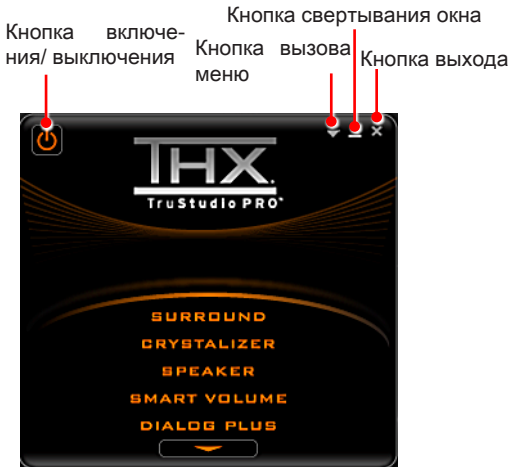 Кнопка свертывания окна
Кнопка включе-
ния/ выключения
Кнопка вызова
меню
Кнопка выхода
THX
TruStudio PRO™
SURROUND
CRYSTALIZER
SPEAKER
SMART VOLUME
DIALOG PLUS